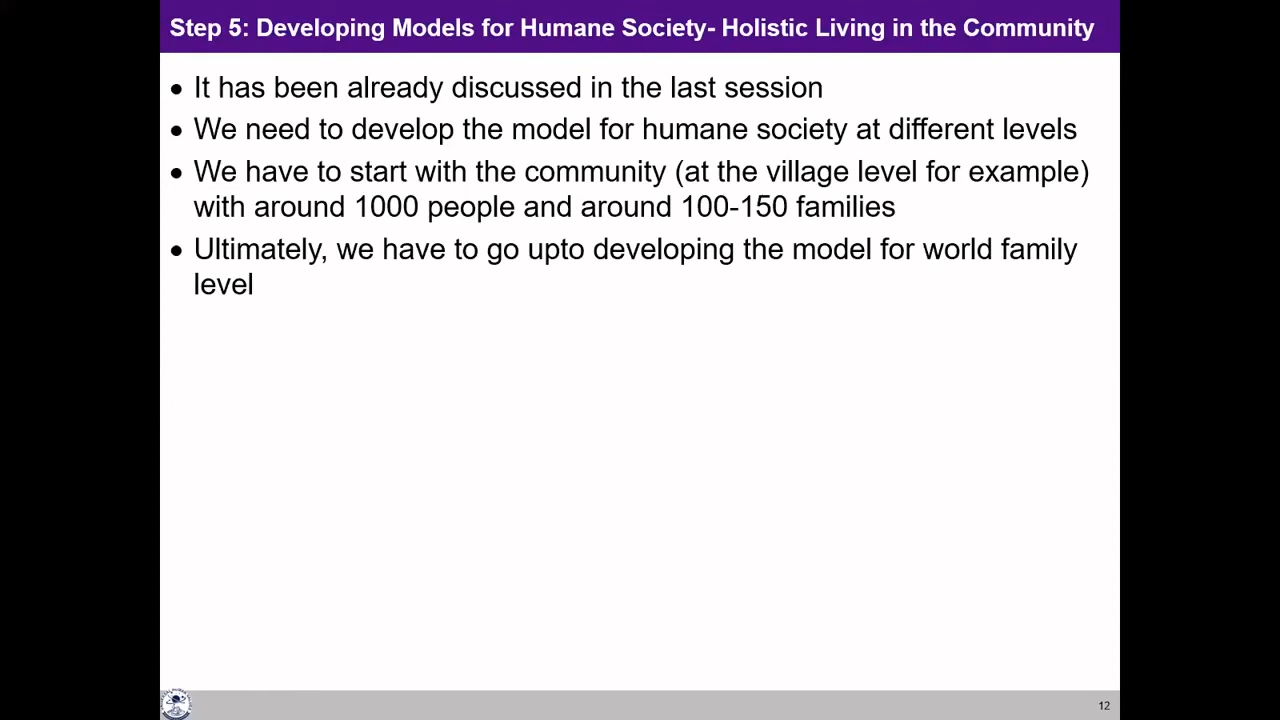 Step 5: Developing Models for Humane Society- Holistic Living in the Community
• It has been already discussed in the last session
• We need to develop the model for humane society at different levels
• We have to start with the community (at the village level for example)
with around 1000 people and around 100-150 families
• Ultimately, we have to go upto developing the model for world family
level
12